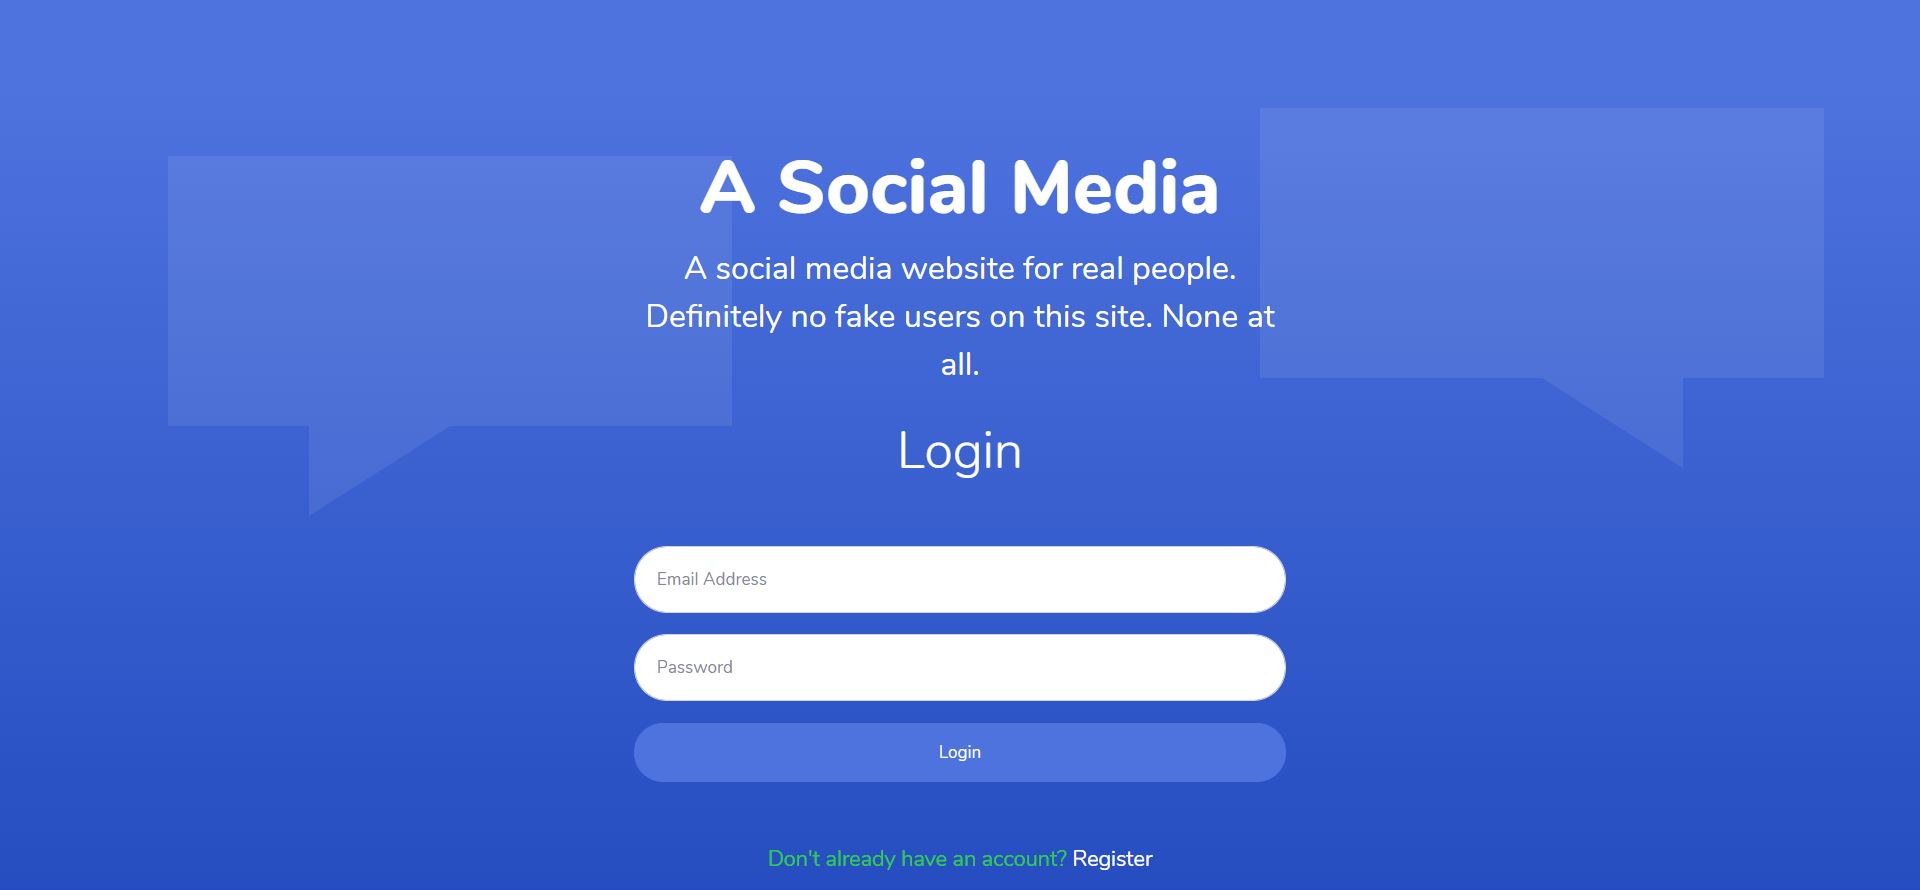 A Social Media
A social media website for real people.
Definitely no fake users on this site. None at
all.
Login
Email Address
Password
Login
Don't already have an account? Register